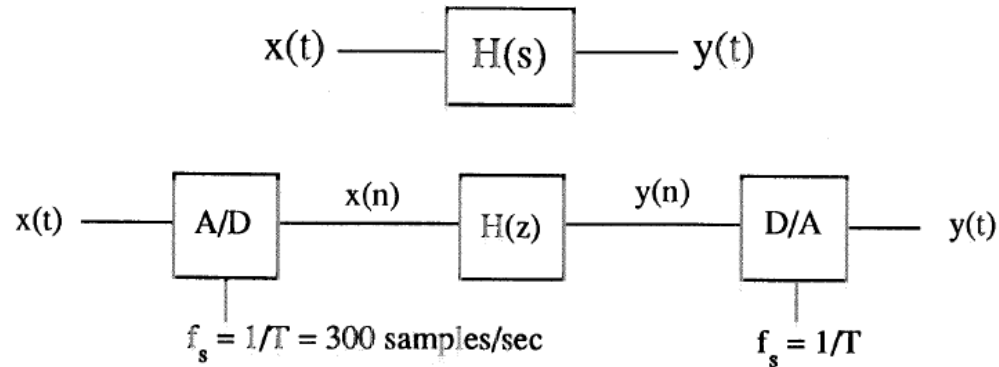 x(t) H(s) y(t)
x(t) A/D x(n) H(z) y(n) D/A y(t)
f_s = 1/T = 300 samples/sec f_s = 1/T